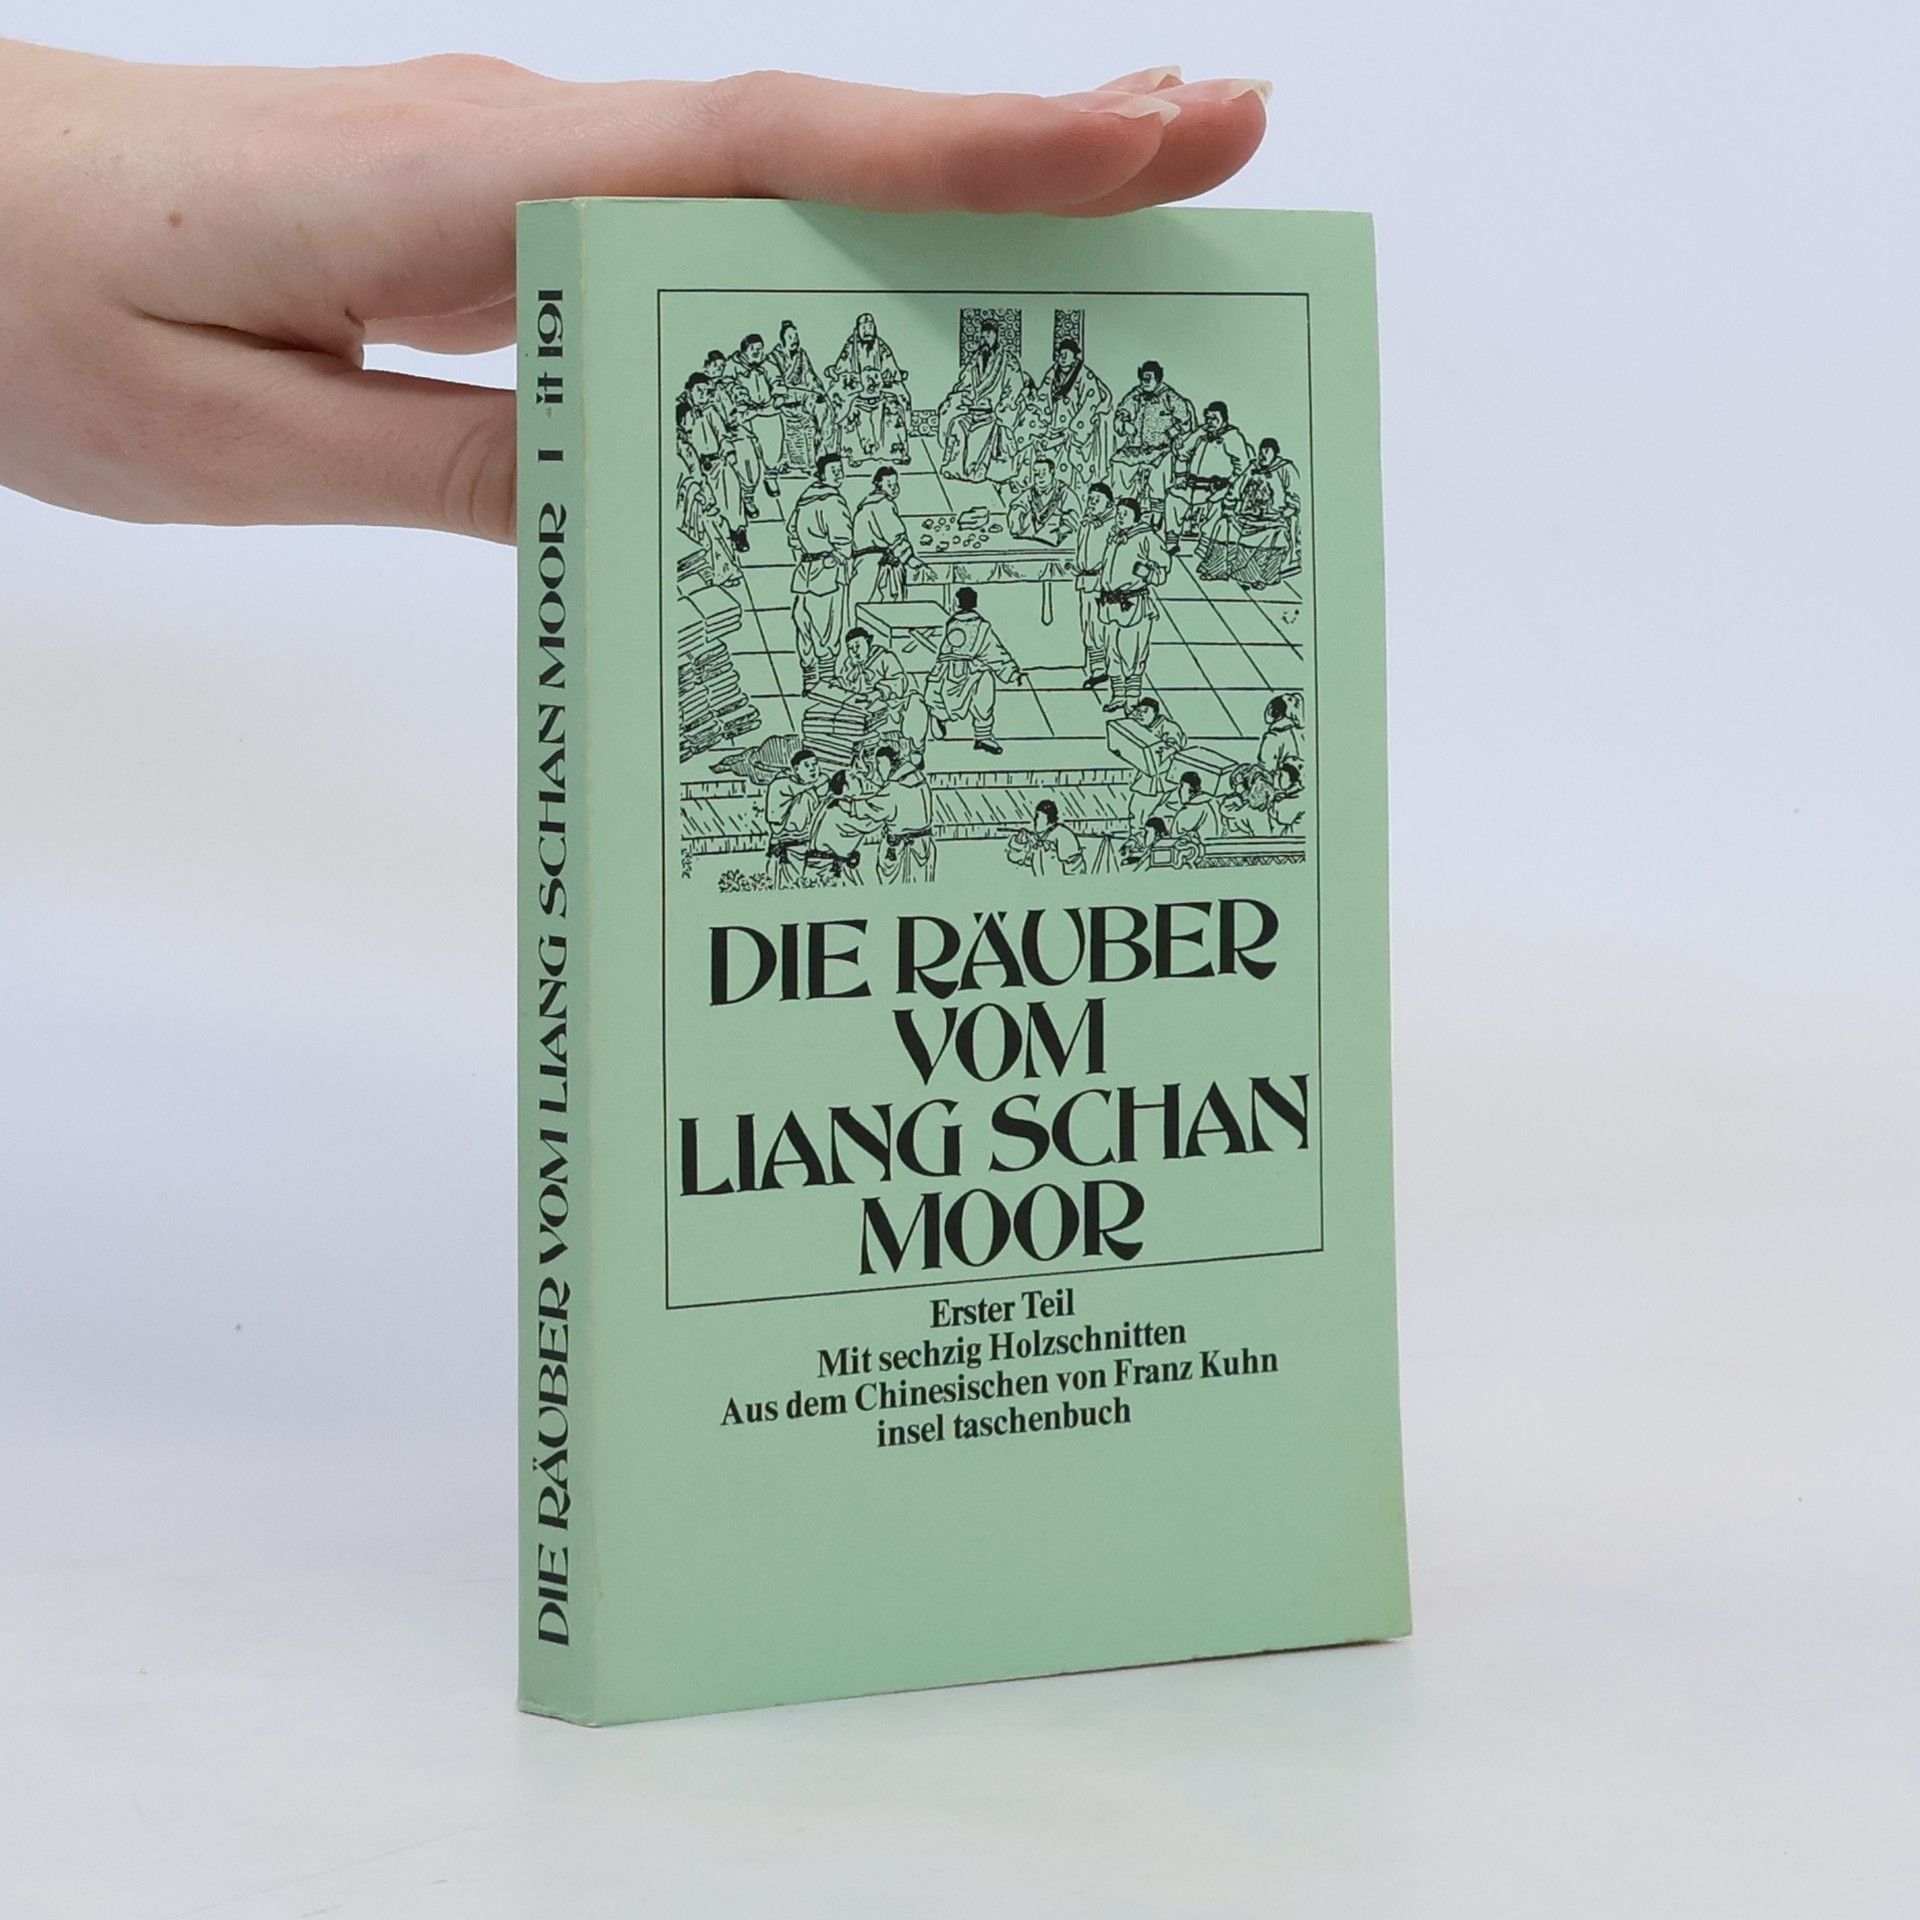 DIE RÄUBER VOM LIANG SCHAN MOOR I it 191
DIE RÄUBER
VOM
LIANG SCHAN
MOOR
Erster Teil
Mit sechzig Holzschnitten
Aus dem Chinesischen von Franz Kuhn
insel taschenbuch